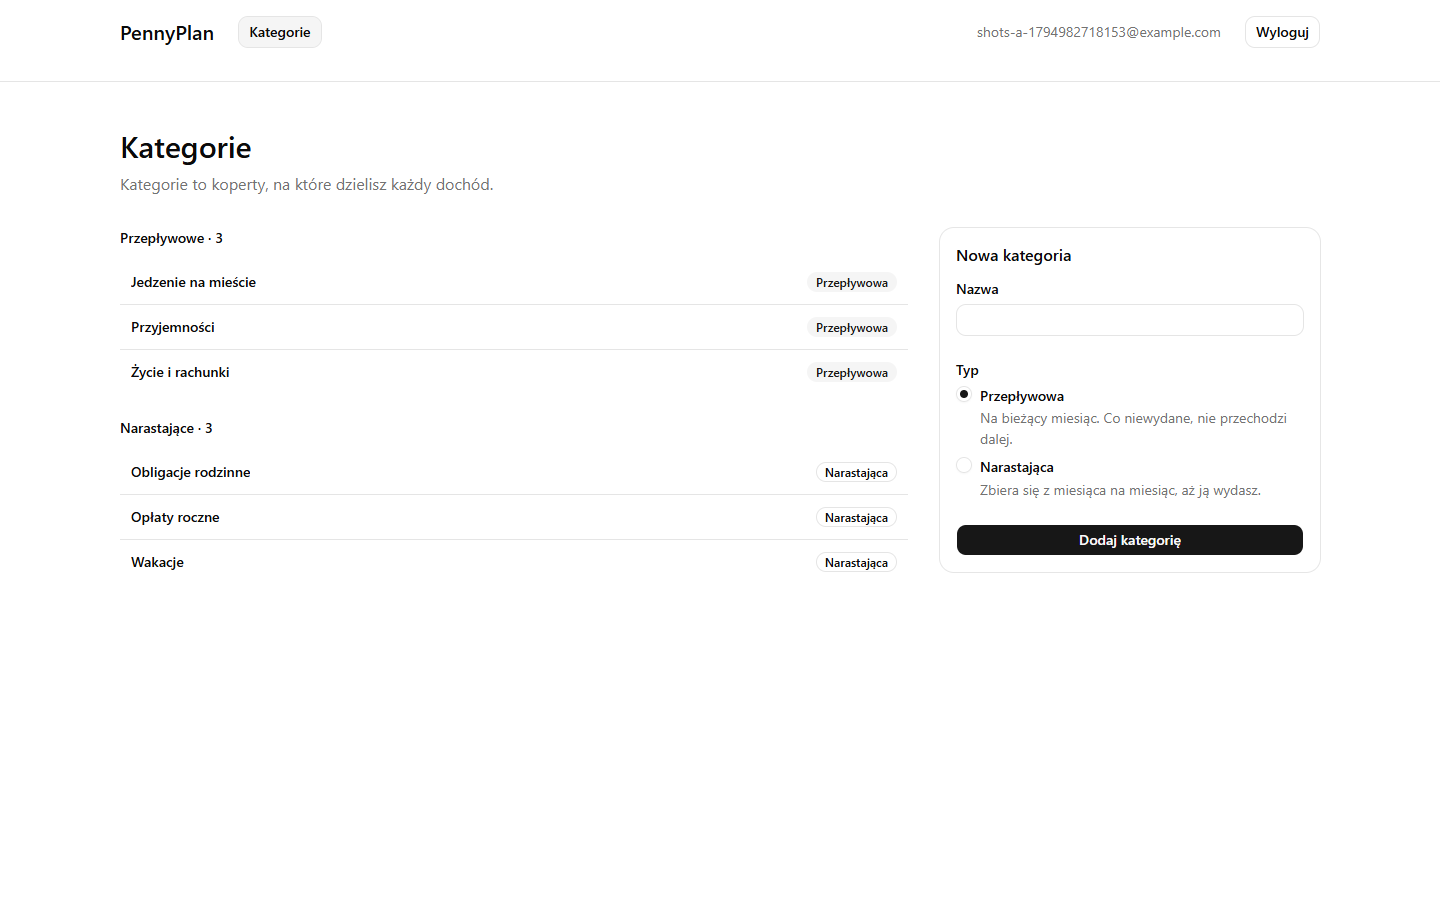 PennyPlan
Kategorie
shots-a-1794982718153@example.com
Wyloguj
Kategorie
Kategorie to koperty, na które dzielisz każdy dochód.
Przepływowe · 3
Jedzenie na mieście
Przepływowa
Przyjemności
Przepływowa
Życie i rachunki
Przepływowa
Narastające · 3
Obligacje rodzinne
Narastająca
Opłaty roczne
Narastająca
Wakacje
Narastająca
Nowa kategoria
Nazwa
Typ
Przepływowa
Na bieżący miesiąc. Co niewydane, nie przechodzi
dalej.
Narastająca
Zbiera się z miesiąca na miesiąc, aż ją wydasz.
Dodaj kategorię